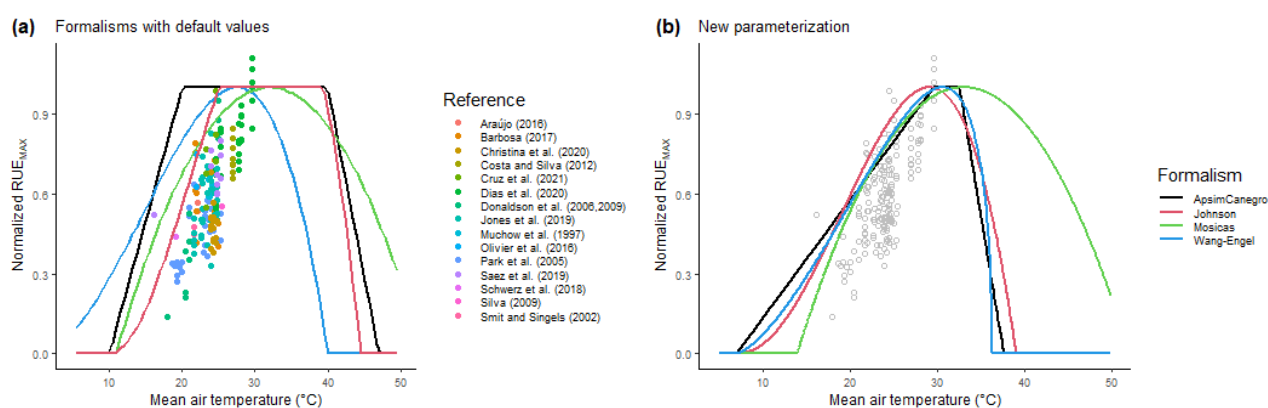 (a) Formalisms with default values
Normalized RUEMAX
0.9
0.6
0.3
0.0
10 20 30 40 50
Mean air temperature (°C)
Reference
Araújo (2016)
Barbosa (2017)
Christina et al. (2020)
Costa and Silva (2012)
Cruz et al. (2021)
Dias et al. (2020)
Donaldson et al. (2006,2009)
Jones et al. (2019)
Muchow et al. (1997)
Olivier et al. (2016)
Park et al. (2005)
Saez et al. (2019)
Schwerz et al. (2018)
Silva (2009)
Smit and Singels (2002)
(b) New parameterization
Normalized RUEMAX
0.9
0.6
0.3
0.0
10 20 30 40 50
Mean air temperature (°C)
Formalism
ApsimCanegro
Johnson
Mosicas
Wang-Engel